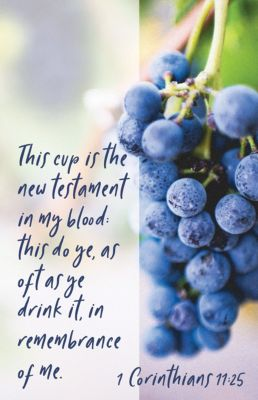 This cup is the
new testament
in my blood:
this do ye, as
oft as ye
drink it, in
remembrance
of me.
1 Corinthians 11:25